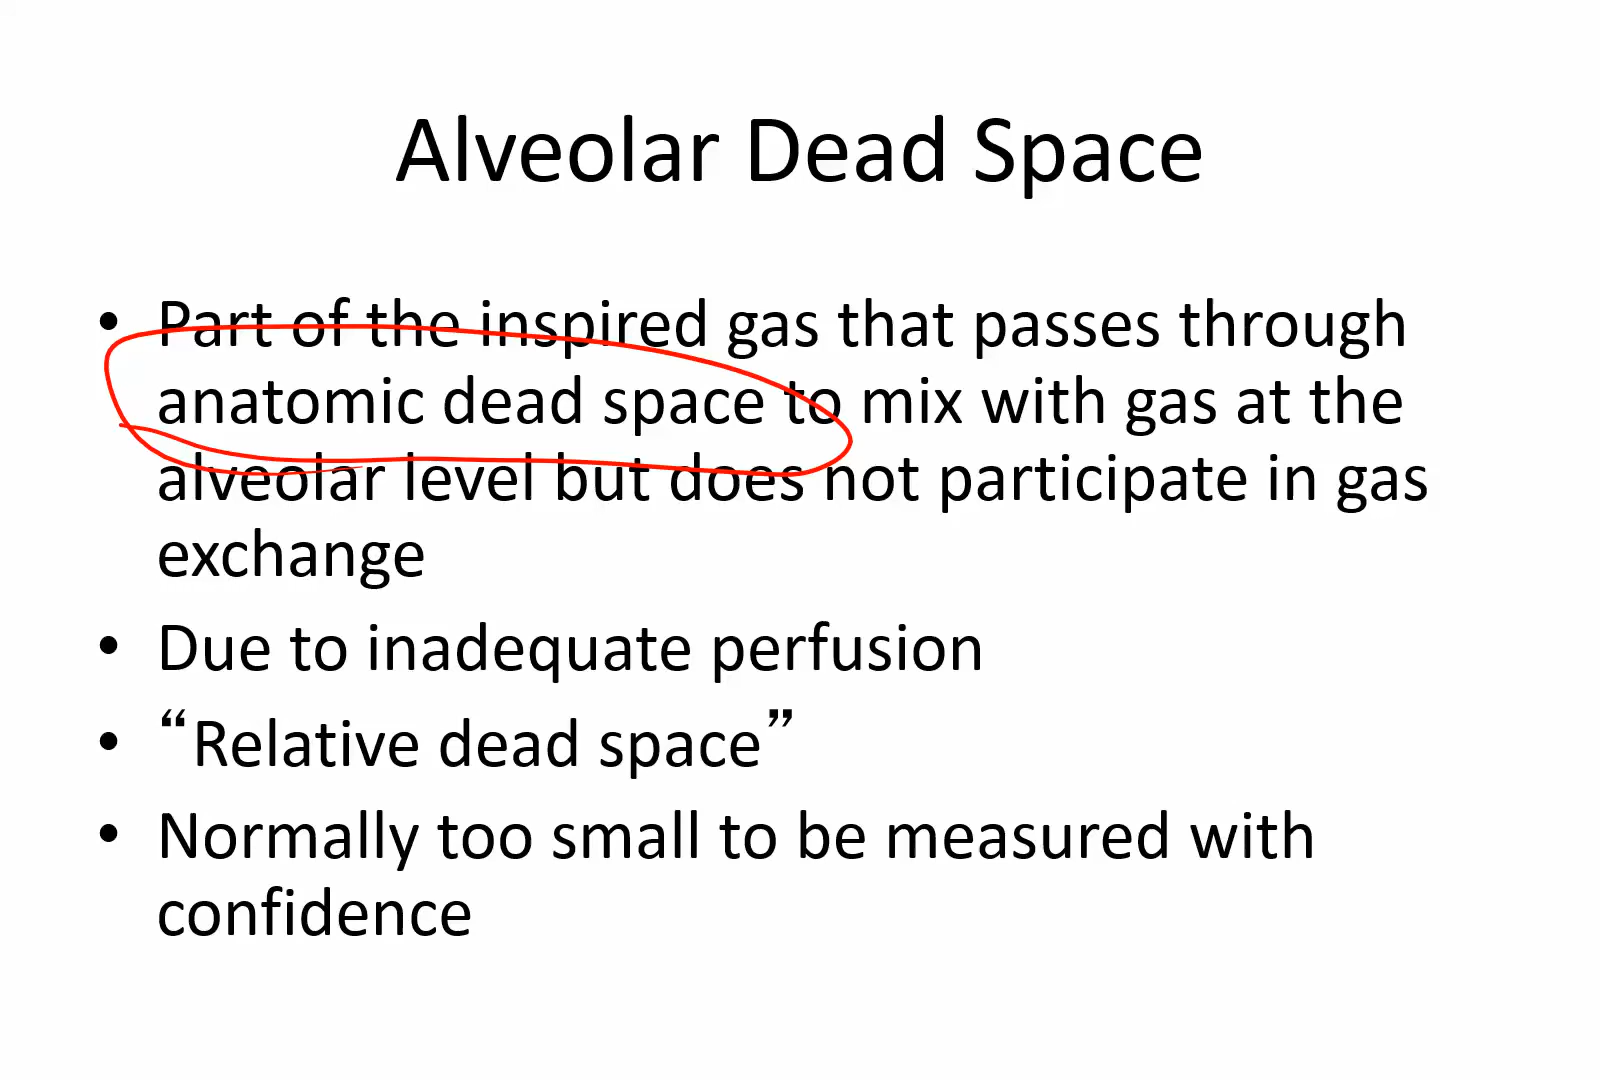 Alveolar Dead Space
• Part of the inspired gas that passes through
anatomic dead space to mix with gas at the
alveolar level but does not participate in gas
exchange
• Due to inadequate perfusion
• “Relative dead space”
• Normally too small to be measured with
confidence